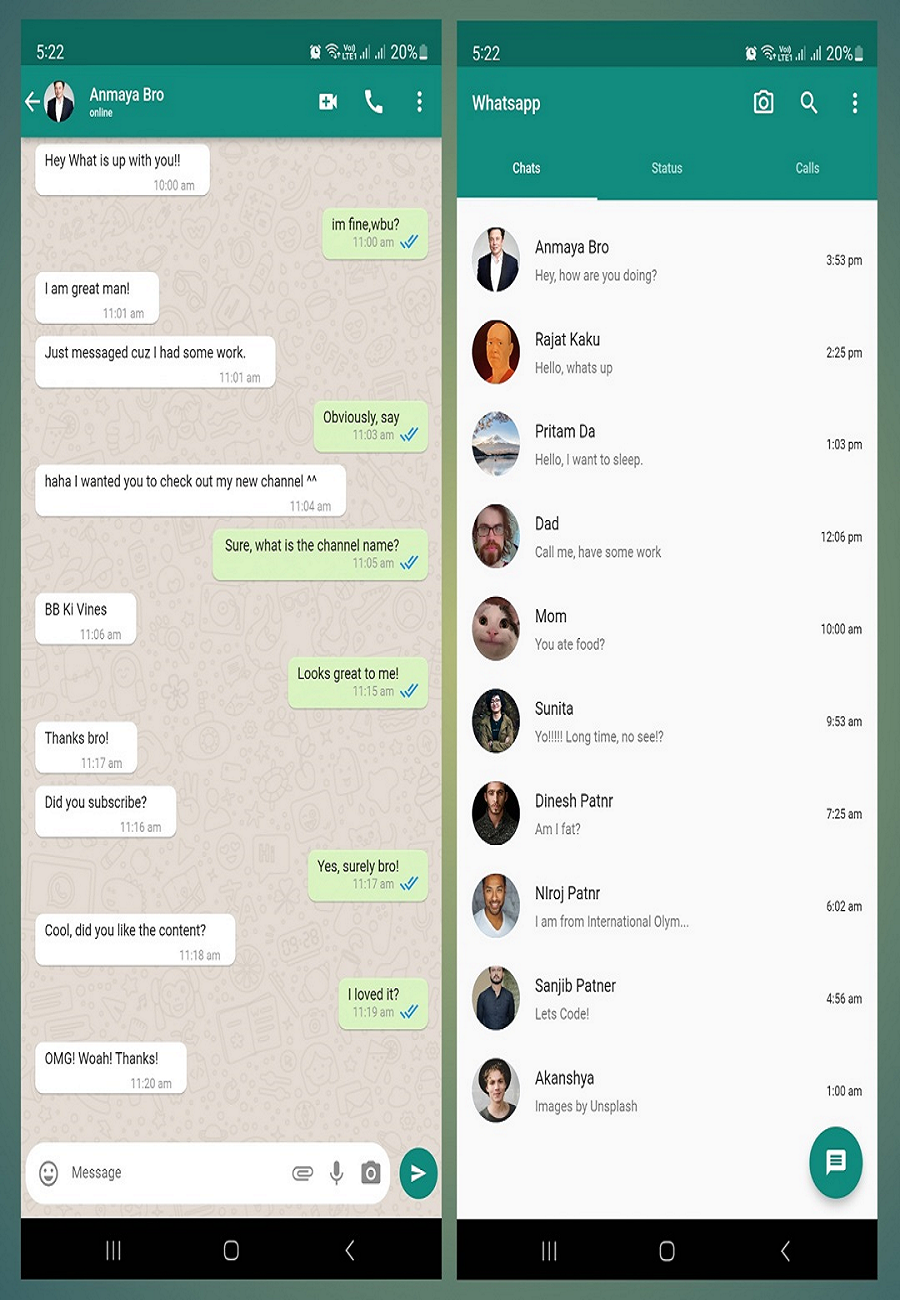 5:22
Vo)) LTE1 20%
Anmaya Bro
online
Hey What is up with you!!
10:00 am
im fine,wbu?
11:00 am
I am great man!
11:01 am
Just messaged cuz I had some work.
11:01 am
Obviously, say
11:03 am
haha I wanted you to check out my new channel ^^
11:04 am
Sure, what is the channel name?
11:05 am
BB Ki Vines
11:06 am
Looks great to me!
11:15 am
Thanks bro!
11:17 am
Did you subscribe?
11:16 am
Yes, surely bro!
11:17 am
Cool, did you like the content?
11:18 am
I loved it?
11:19 am
OMG! Woah! Thanks!
11:20 am
Message
5:22
Vo)) LTE1 20%
Whatsapp
Chats Status Calls
Anmaya Bro
3:53 pm
Hey, how are you doing?
Rajat Kaku
2:25 pm
Hello, whats up
Pritam Da
1:03 pm
Hello, I want to sleep.
Dad
12:06 pm
Call me, have some work
Mom
10:00 am
You ate food?
Sunita
9:53 am
Yo!!!!! Long time, no see!?
Dinesh Patnr
7:25 am
Am I fat?
NIroj Patnr
6:02 am
I am from International Olym...
Sanjib Patner
4:56 am
Lets Code!
Akanshya
1:00 am
Images by Unsplash